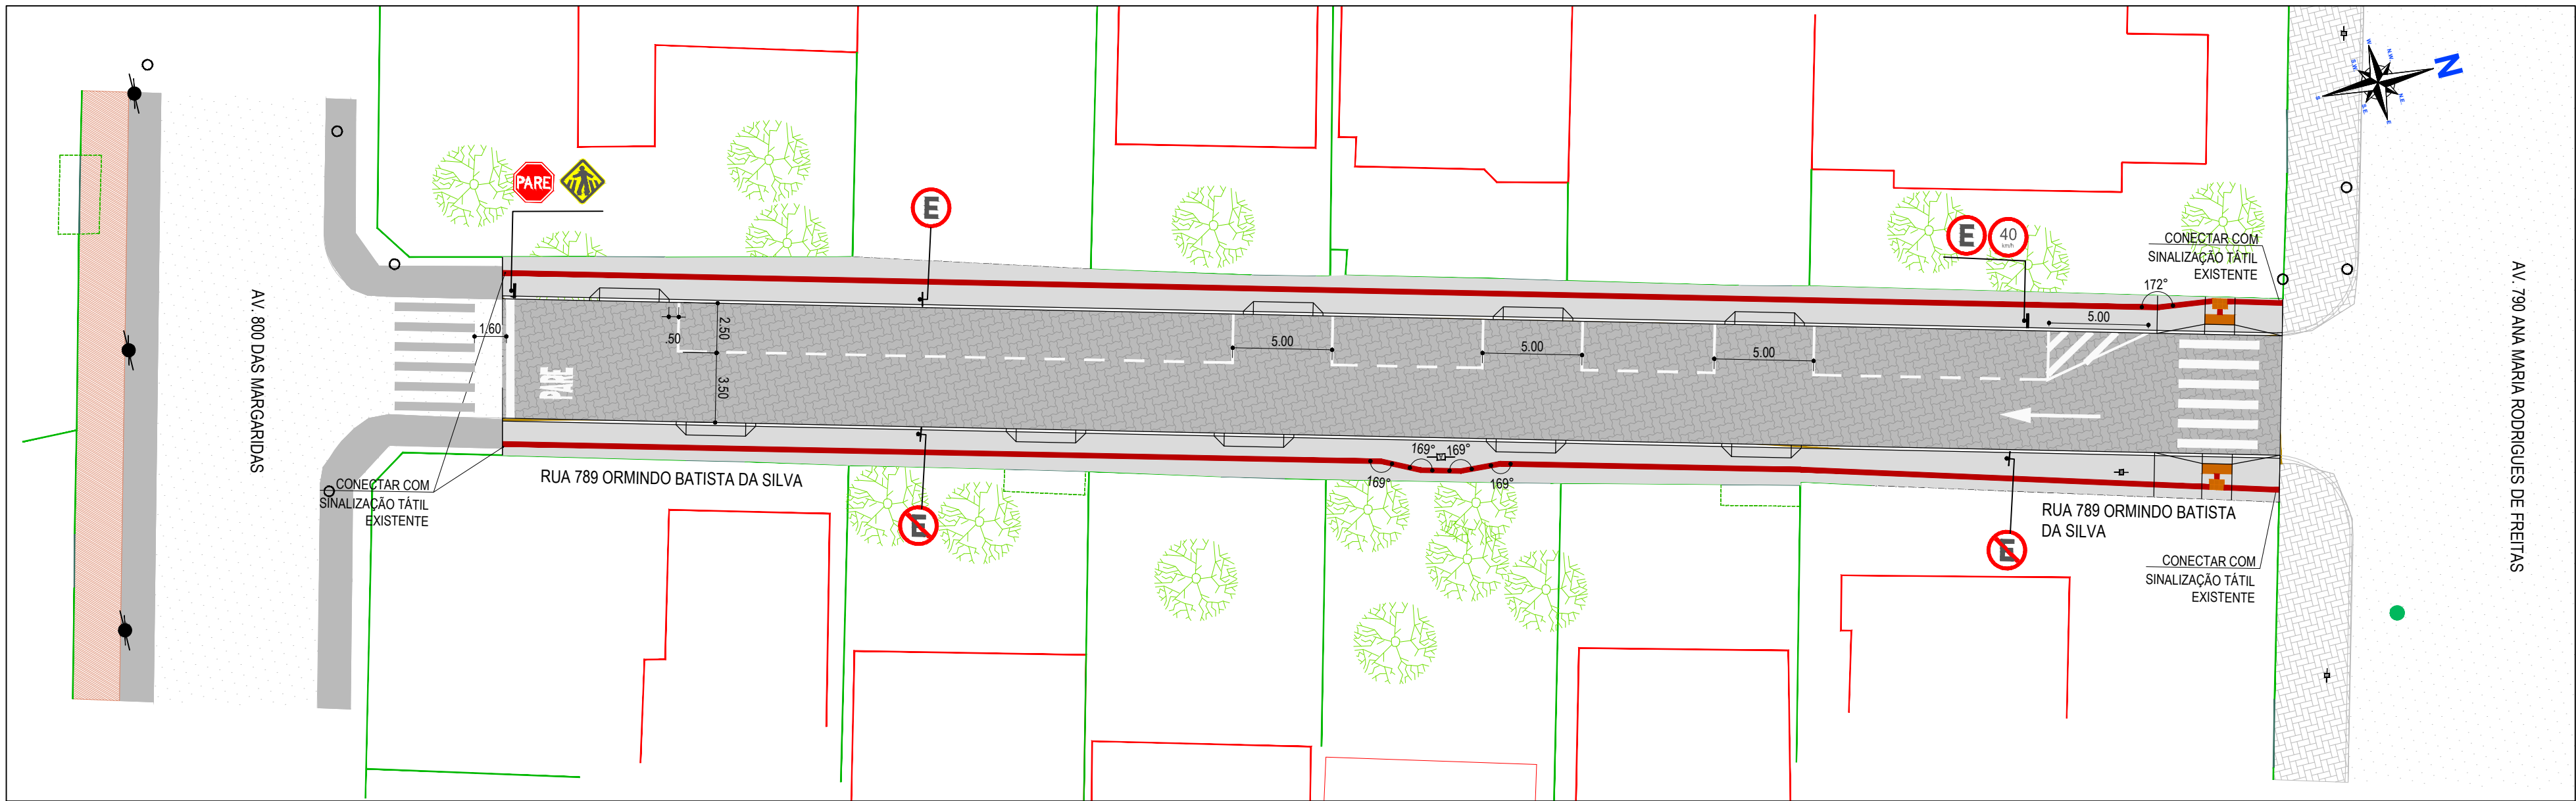 AV. 800 DAS MARGARIDAS
PARE
1.60
PARE
.50
2.50
3.50
E
5.00
5.00
5.00
E
40
km/h
5.00
172°
CONECTAR COM
SINALIZAÇÃO TÁTIL
EXISTENTE
N
W
N.W.
S.W.
S
S.E.
E
N.E.
AV. 790 ANA MARIA RODRIGUES DE FREITAS
CONECTAR COM
SINALIZAÇÃO TÁTIL
EXISTENTE
RUA 789 ORMINDO BATISTA DA SILVA
E
169°
169°
169°
169°
E
RUA 789 ORMINDO BATISTA
DA SILVA
CONECTAR COM
SINALIZAÇÃO TÁTIL
EXISTENTE